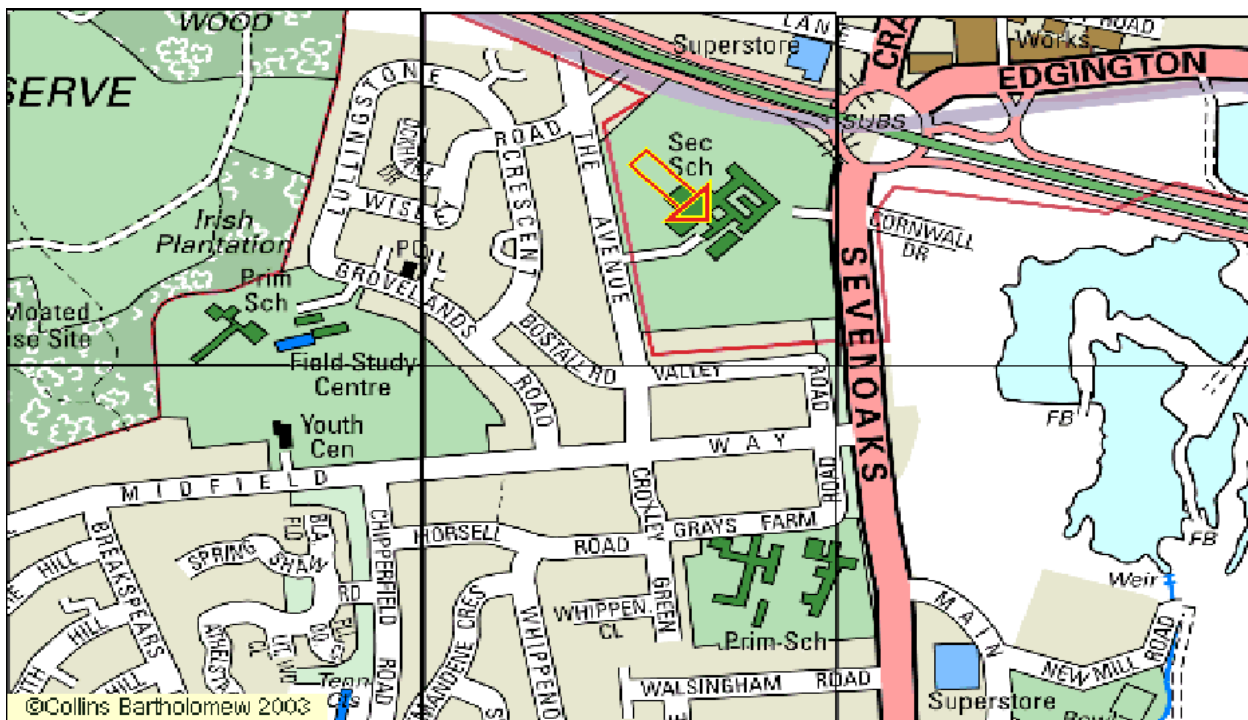 WOOD
SERVE
LULLINGSTONE
CRESCENT
ROAD
WISLEY
Irish
Plantation
PO
GROVELANDS
ROAD
Prim
Sch
Moated
Field Study
Centre
Youth
Cen
THE AVENUE
BOSTALL RD
VALLEY
ROAD
Superstore
LANE
CRA
ROAD
Works
EDGINGTON
SUBS
Sec
Sch
CORNWALL
DR
SEVENOAKS
FB
FB
Weir
MIDFIELD
WAY
CHIPPERFIELD
ROAD
HORSELL
ROAD
CROXLEY
GREEN
GRAYS FARM
ROAD
BREAKSPEARS
HILL
HILL
SPRING SHAW
RD
WHIPPEN.
CL
Prim Sch
MAIN
NEW MILL
ROAD
Superstore
WALSINGHAM ROAD
©Collins Bartholomew 2003